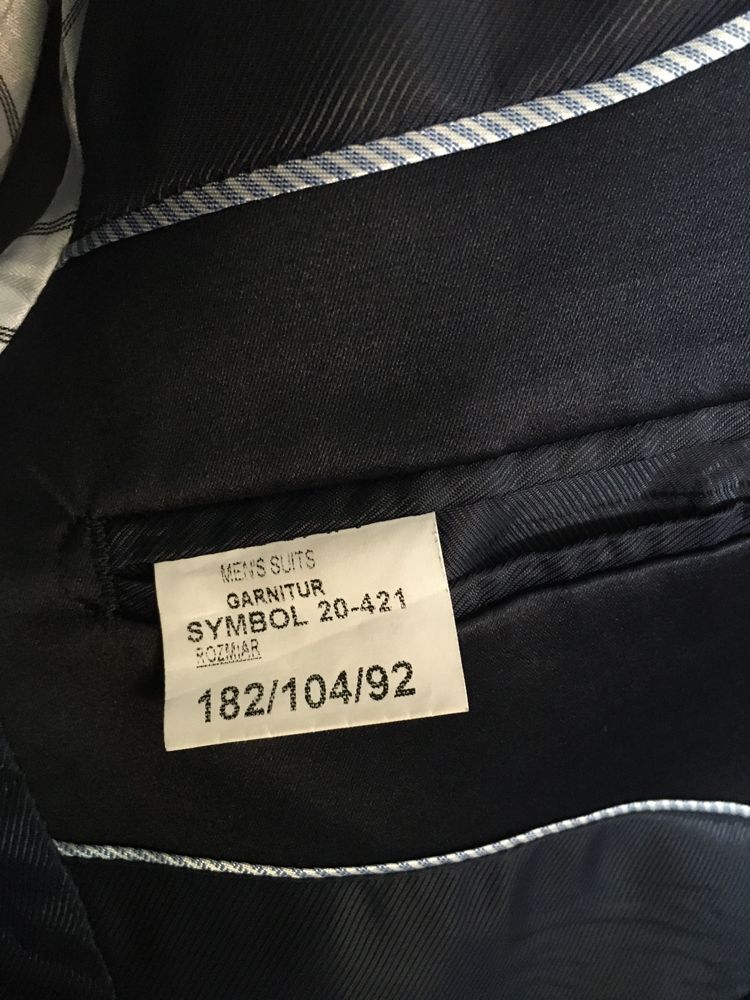 MEN'S SUITS
GARNITUR
SYMBOL 20-421
ROZMIAR
182/104/92